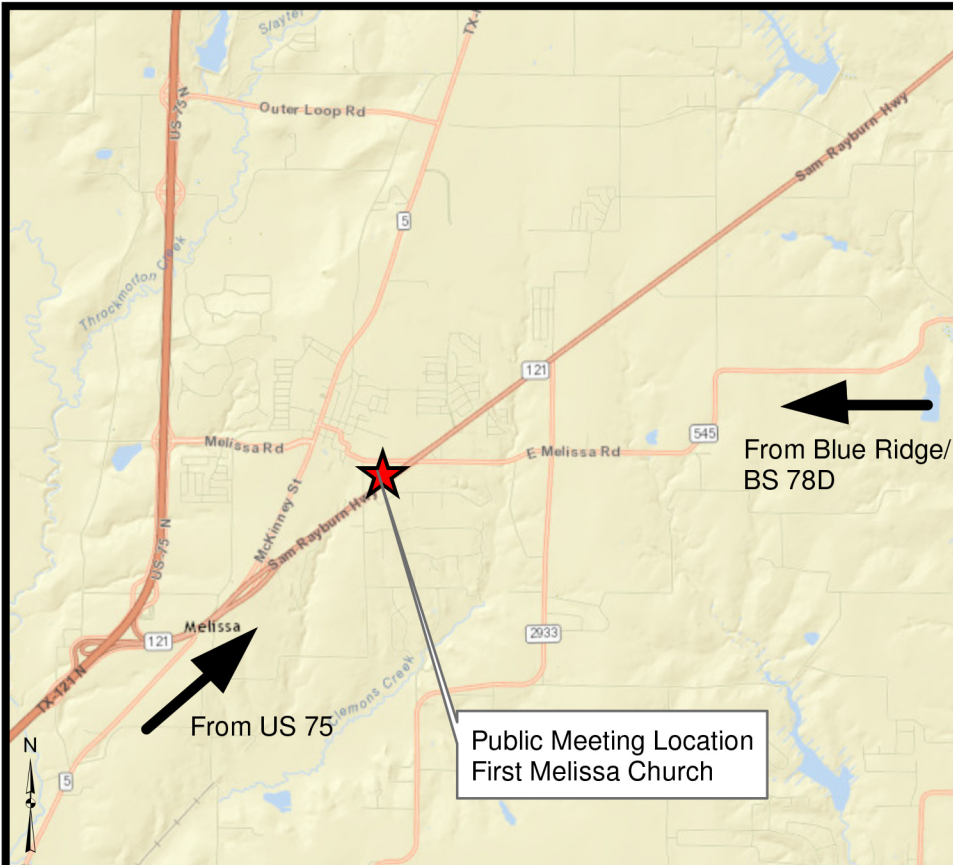 Slayter
TX-
US 75 N
Outer Loop Rd
Sam Rayburn Hwy
5
Throckmorton Creek
121
Melissa Rd
E Melissa Rd
545
From Blue Ridge/
BS 78D
McKinney St
Sam Rayburn Hwy
US 75 N
Melissa
121
2933
TX-121 N
Clemons Creek
From US 75
N
Public Meeting Location
First Melissa Church
5